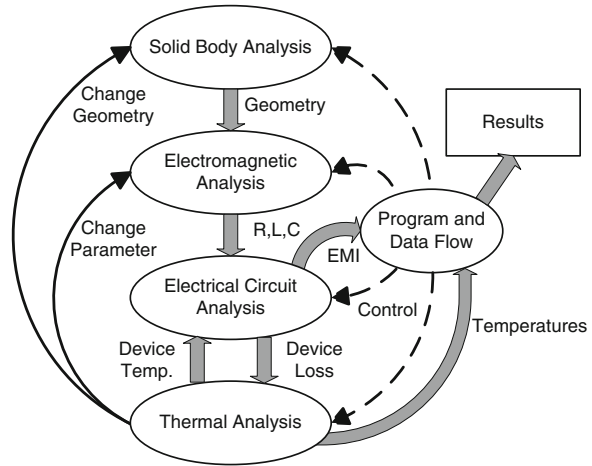 Solid Body Analysis
Change
Geometry
Geometry
Results
Electromagnetic
Analysis
Change
Parameter
R,L,C
EMI
Program and
Data Flow
Electrical Circuit
Analysis
Control
Temperatures
Device
Temp.
Device
Loss
Thermal Analysis